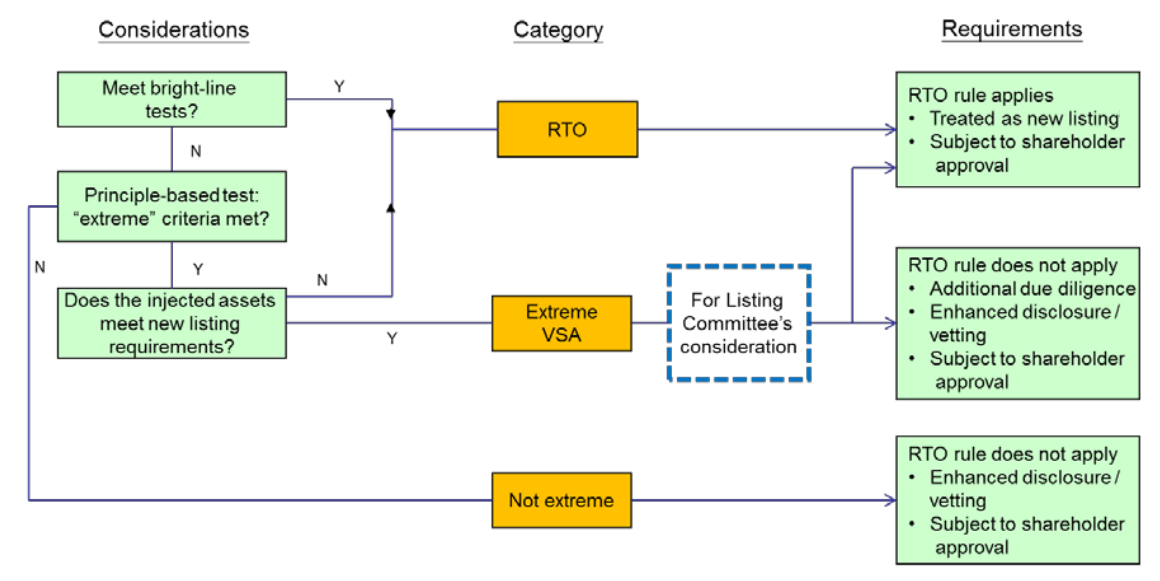 Considerations
Category
Requirements
Meet bright-line
tests?
Y
N
Principle-based test:
“extreme” criteria met?
N
Y
N
Does the injected assets
meet new listing
requirements?
Y
RTO
Extreme
VSA
For Listing
Committee’s
consideration
Not extreme
RTO rule applies
• Treated as new listing
• Subject to shareholder
approval
RTO rule does not apply
• Additional due diligence
• Enhanced disclosure /
vetting
• Subject to shareholder
approval
RTO rule does not apply
• Enhanced disclosure /
vetting
• Subject to shareholder
approval